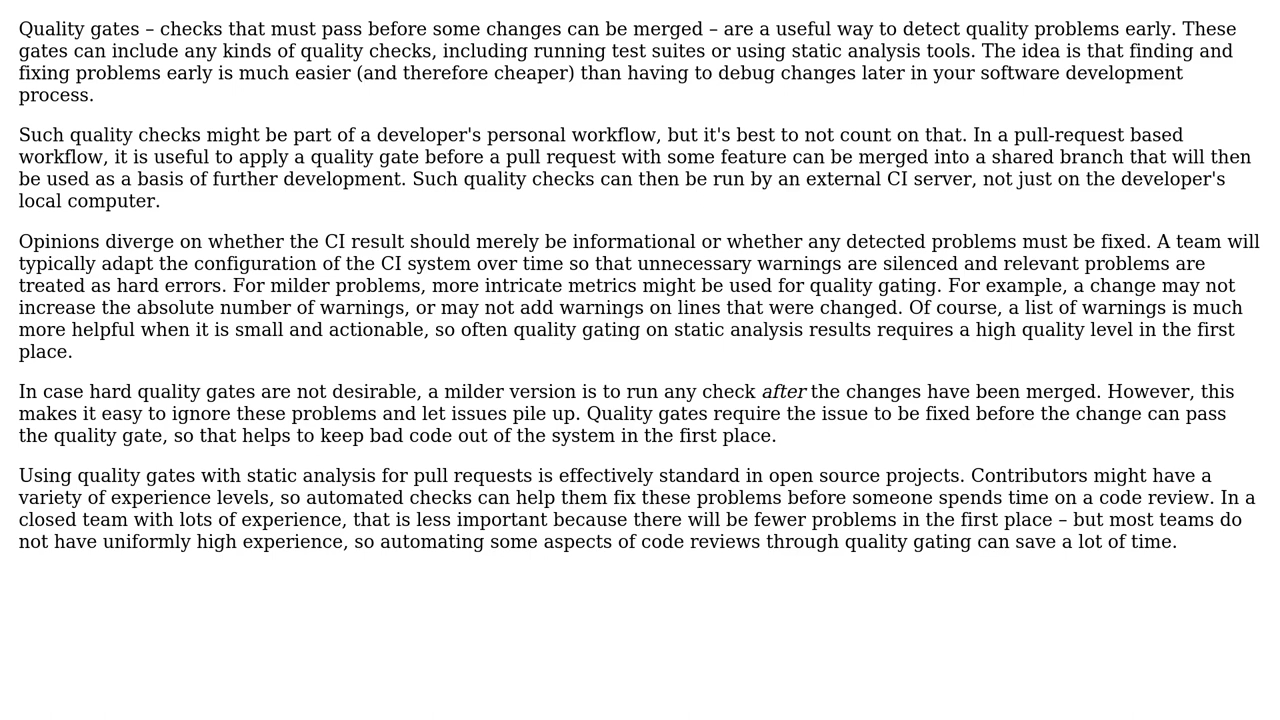 Quality gates – checks that must pass before some changes can be merged – are a useful way to detect quality problems early. These
gates can include any kinds of quality checks, including running test suites or using static analysis tools. The idea is that finding and
fixing problems early is much easier (and therefore cheaper) than having to debug changes later in your software development
process.
Such quality checks might be part of a developer's personal workflow, but it's best to not count on that. In a pull-request based
workflow, it is useful to apply a quality gate before a pull request with some feature can be merged into a shared branch that will then
be used as a basis of further development. Such quality checks can then be run by an external CI server, not just on the developer's
local computer.
Opinions diverge on whether the CI result should merely be informational or whether any detected problems must be fixed. A team will
typically adapt the configuration of the CI system over time so that unnecessary warnings are silenced and relevant problems are
treated as hard errors. For milder problems, more intricate metrics might be used for quality gating. For example, a change may not
increase the absolute number of warnings, or may not add warnings on lines that were changed. Of course, a list of warnings is much
more helpful when it is small and actionable, so often quality gating on static analysis results requires a high quality level in the first
place.
In case hard quality gates are not desirable, a milder version is to run any check after the changes have been merged. However, this
makes it easy to ignore these problems and let issues pile up. Quality gates require the issue to be fixed before the change can pass
the quality gate, so that helps to keep bad code out of the system in the first place.
Using quality gates with static analysis for pull requests is effectively standard in open source projects. Contributors might have a
variety of experience levels, so automated checks can help them fix these problems before someone spends time on a code review. In a
closed team with lots of experience, that is less important because there will be fewer problems in the first place – but most teams do
not have uniformly high experience, so automating some aspects of code reviews through quality gating can save a lot of time.